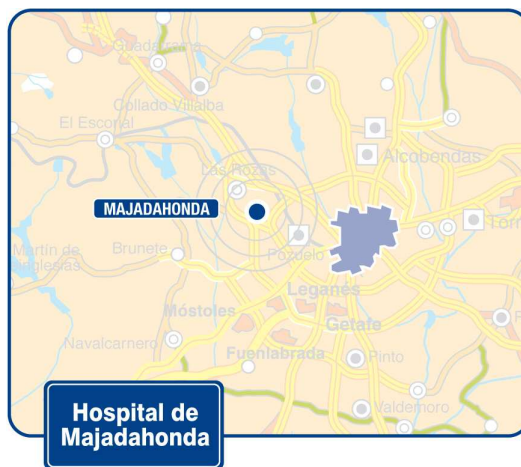 Guadarrama
Collado Villalba
El Escorial
Alcobendas
Las Rozas
MAJADAHONDA
Brunete
Pozuelo
Martín de
Leganés
Móstoles
Getafe
Navalcarnero
Fuenlabrada
Pinto
Valdemoro
Hospital de
Majadahonda